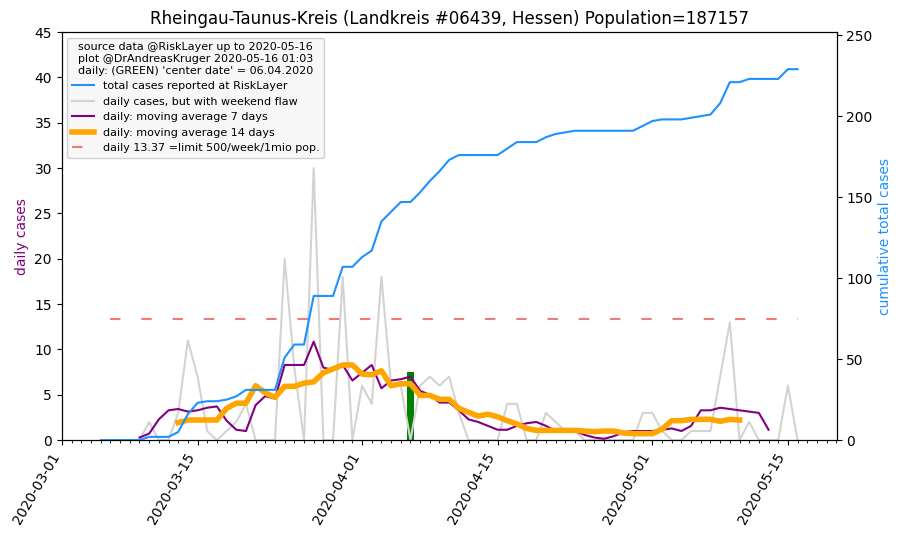 Rheingau-Taunus-Kreis (Landkreis #06439, Hessen) Population=187157
source data @RiskLayer up to 2020-05-16
plot @DrAndreasKruger 2020-05-16 01:03
daily: (GREEN) 'center date' = 06.04.2020
total cases reported at RiskLayer
daily cases, but with weekend flaw
daily: moving average 7 days
daily: moving average 14 days
daily 13.37 =limit 500/week/1mio pop.
daily cases
45
40
35
30
25
20
15
10
5
0
250
200
150
100
50
0
cumulative total cases
2020-03-01
2020-03-15
2020-04-01
2020-04-15
2020-05-01
2020-05-15